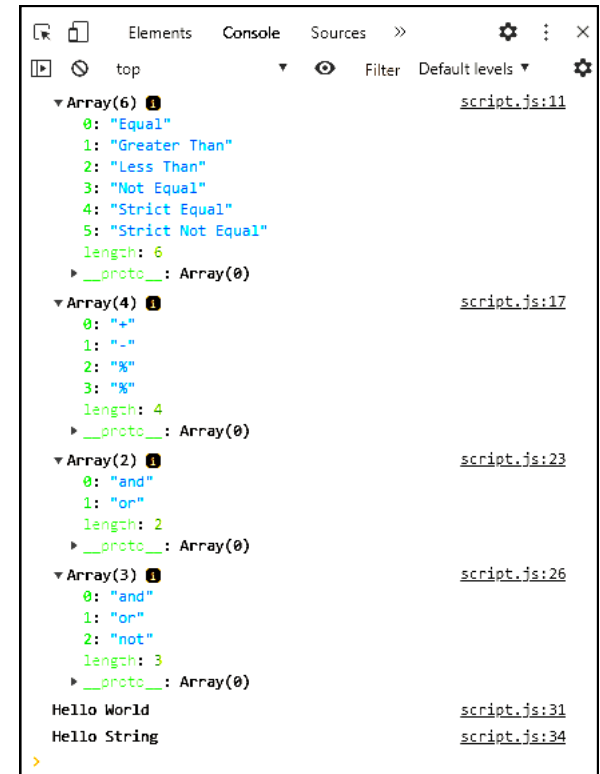 Elements Console Sources »
top ▼ Filter Default levels ▼
▼Array(6) i script.js:11
0: "Equal"
1: "Greater Than"
2: "Less Than"
3: "Not Equal"
4: "Strict Equal"
5: "Strict Not Equal"
length: 6
▶ __proto__: Array(0)
▼Array(4) i script.js:17
0: "+"
1: "-"
2: "%"
3: "%"
length: 4
▶ __proto__: Array(0)
▼Array(2) i script.js:23
0: "and"
1: "or"
length: 2
▶ __proto__: Array(0)
▼Array(3) i script.js:26
0: "and"
1: "or"
2: "not"
length: 3
▶ __proto__: Array(0)
Hello World script.js:31
Hello String script.js:34
>